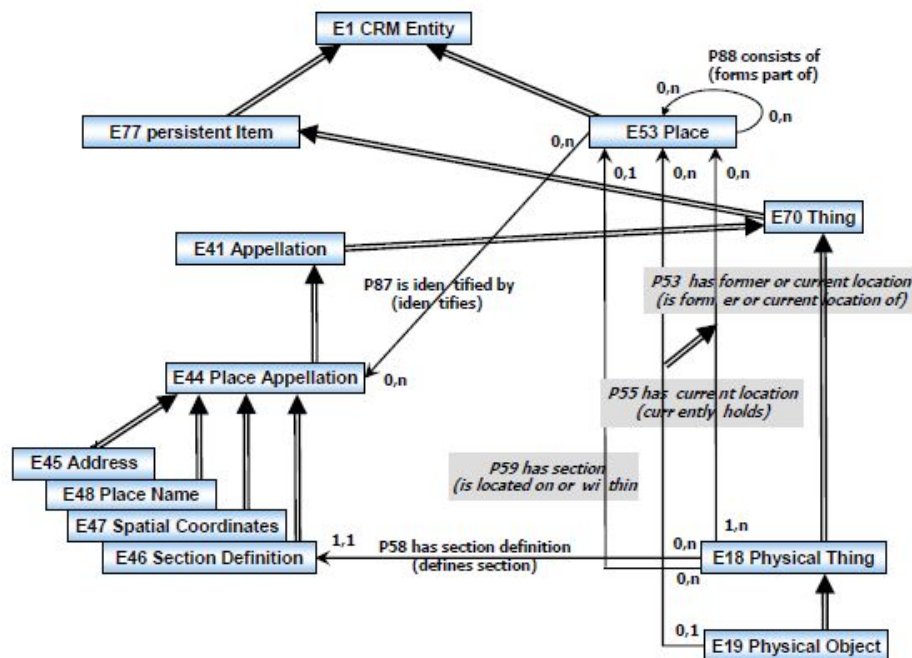 E1 CRM Entity
P88 consists of
(forms part of)
0,n
0,n
E77 persistent Item
E53 Place
0,n
0,1
0,n
0,n
E70 Thing
E41 Appellation
P87 is iden tified by
(iden tifies)
P53 has former or current location
(is form er or current location of)
E44 Place Appellation
0,n
P55 has current location
(curr ently holds)
E45 Address
P59 has section
(is located on or wi thin
E48 Place Name
E47 Spatial Coordinates
1,n
E46 Section Definition
1,1
P58 has section definition
(defines section)
0,n
0,n
E18 Physical Thing
0,1
E19 Physical Object